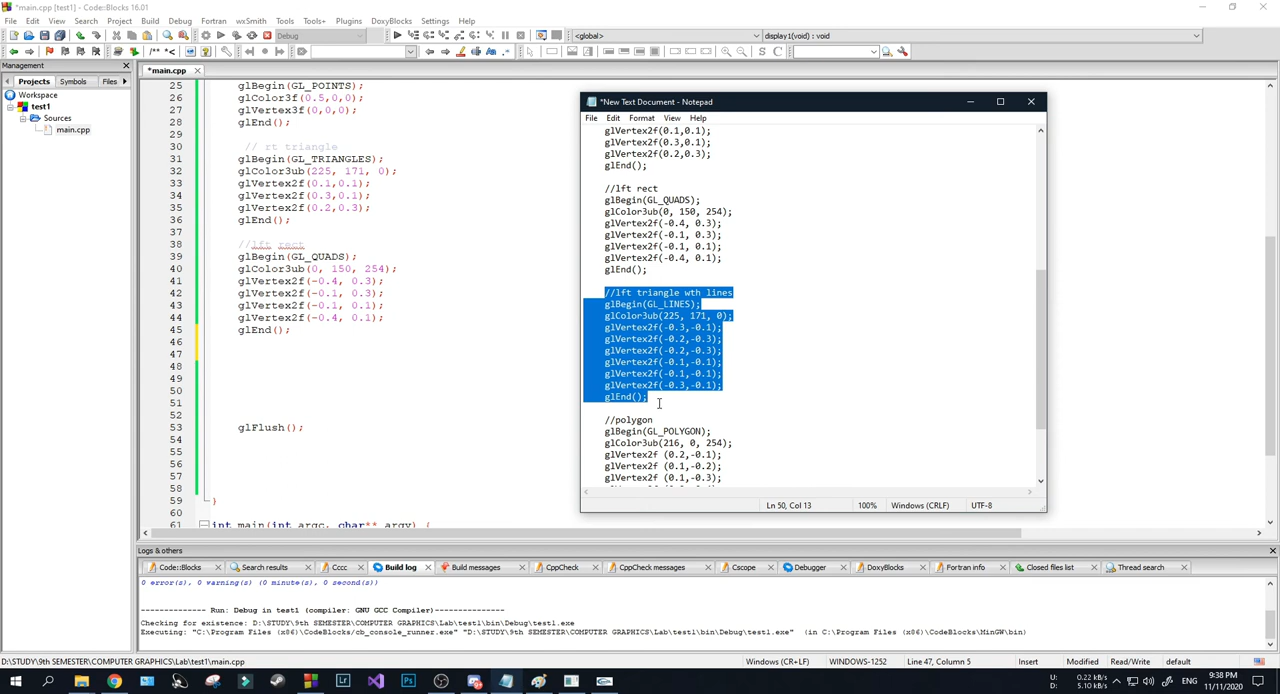 *main.cpp [test1] - Code::Blocks 16.01
File Edit View Search Project Build Debug Fortran wxSmith Tools Tools+ Plugins DoxyBlocks Settings Help
Debug
<global>
display1(void) : void
/** *<
Management
Projects Symbols Files
Workspace
test1
Sources
main.cpp
*main.cpp
25 glBegin(GL_POINTS);
26 glColor3f(0.5,0,0);
27 glVertex3f(0,0,0);
28 glEnd();
29
30 // rt triangle
31 glBegin(GL_TRIANGLES);
32 glColor3ub(225, 171, 0);
33 glVertex2f(0.1,0.1);
34 glVertex2f(0.3,0.1);
35 glVertex2f(0.2,0.3);
36 glEnd();
37
38 //lft rect
39 glBegin(GL_QUADS);
40 glColor3ub(0, 150, 254);
41 glVertex2f(-0.4, 0.3);
42 glVertex2f(-0.1, 0.3);
43 glVertex2f(-0.1, 0.1);
44 glVertex2f(-0.4, 0.1);
45 glEnd();
46
47
48
49
50
51
52
53 glFlush();
54
55
56
57
58
59 }
60
61 int main(int argc, char** argv) {
*New Text Document - Notepad
File Edit Format View Help
glVertex2f(0.1,0.1);
glVertex2f(0.3,0.1);
glVertex2f(0.2,0.3);
glEnd();
//lft rect
glBegin(GL_QUADS);
glColor3ub(0, 150, 254);
glVertex2f(-0.4, 0.3);
glVertex2f(-0.1, 0.3);
glVertex2f(-0.1, 0.1);
glVertex2f(-0.4, 0.1);
glEnd();
//lft triangle wth lines
glBegin(GL_LINES);
glColor3ub(225, 171, 0);
glVertex2f(-0.3,-0.1);
glVertex2f(-0.2,-0.3);
glVertex2f(-0.2,-0.3);
glVertex2f(-0.1,-0.1);
glVertex2f(-0.1,-0.1);
glVertex2f(-0.3,-0.1);
glEnd();
//polygon
glBegin(GL_POLYGON);
glColor3ub(216, 0, 254);
glVertex2f (0.2,-0.1);
glVertex2f (0.1,-0.2);
glVertex2f (0.1,-0.3);
Ln 50, Col 13 100% Windows (CRLF) UTF-8
Logs & others
Code::Blocks Search results Cccc Build log Build messages CppCheck CppCheck messages Cscope Debugger DoxyBlocks Fortran info Closed files list Thread search
0 error(s), 0 warning(s) (0 minute(s), 0 second(s))
-------------- Run: Debug in test1 (compiler: GNU GCC Compiler)---------------
Checking for existence: D:\STUDY\9th SEMESTER\COMPUTER GRAPHICS\Lab\test1\bin\Debug\test1.exe
Executing: "C:\Program Files (x86)\CodeBlocks/cb_console_runner.exe" "D:\STUDY\9th SEMESTER\COMPUTER GRAPHICS\Lab\test1\bin\Debug\test1.exe" (in C:\Program Files (x86)\CodeBlocks\MinGW\bin)
D:\STUDY\9th SEMESTER\COMPUTER GRAPHICS\Lab\test1\main.cpp Windows (CR+LF) WINDOWS-1252 Line 47, Column 5 Insert Modified Read/Write default
U: 0.22 kB/s
D: 5.10 kB/s
9:38 PM
11/11/2020